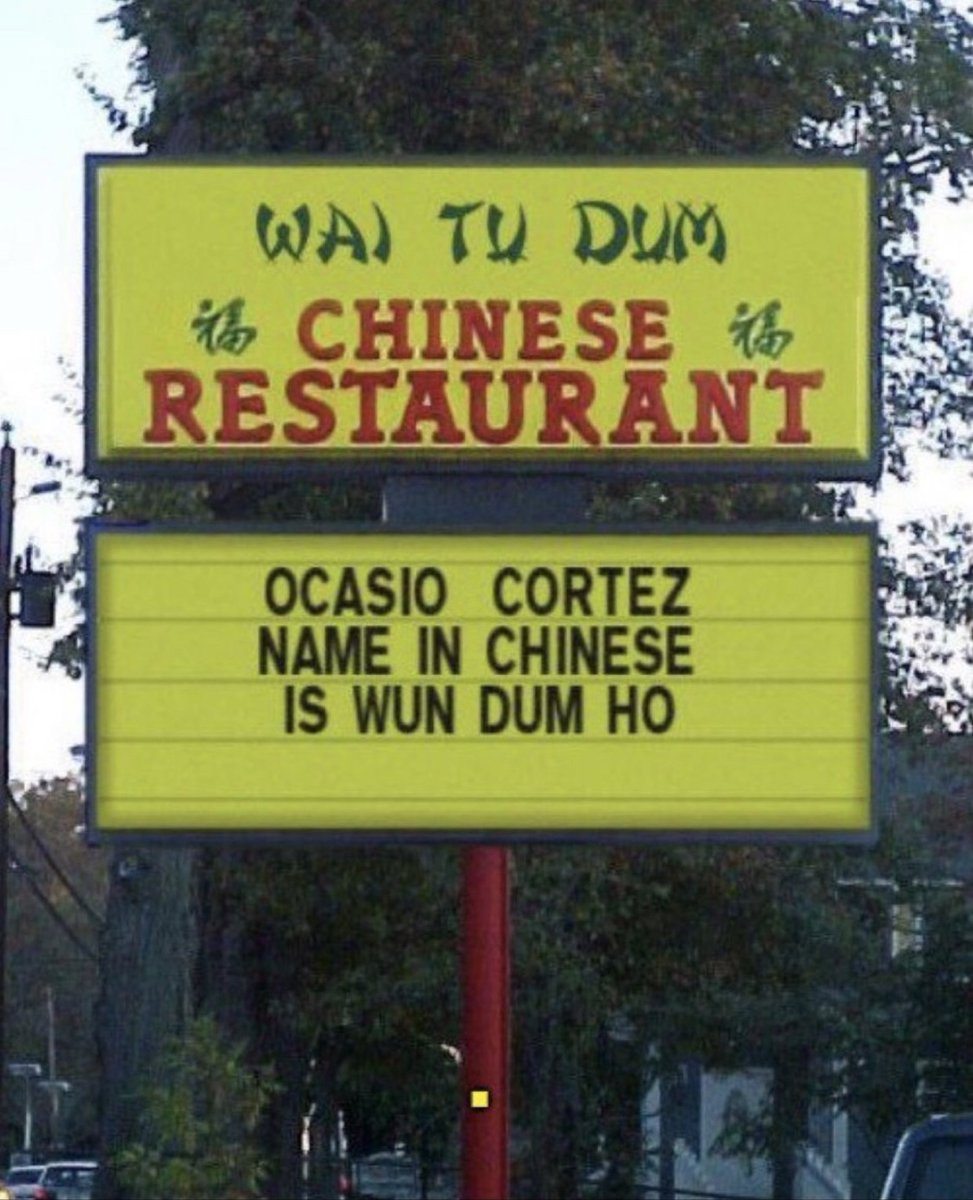 WAI TU DUM
福 CHINESE 福
RESTAURANT
OCASIO CORTEZ
NAME IN CHINESE
IS WUN DUM HO